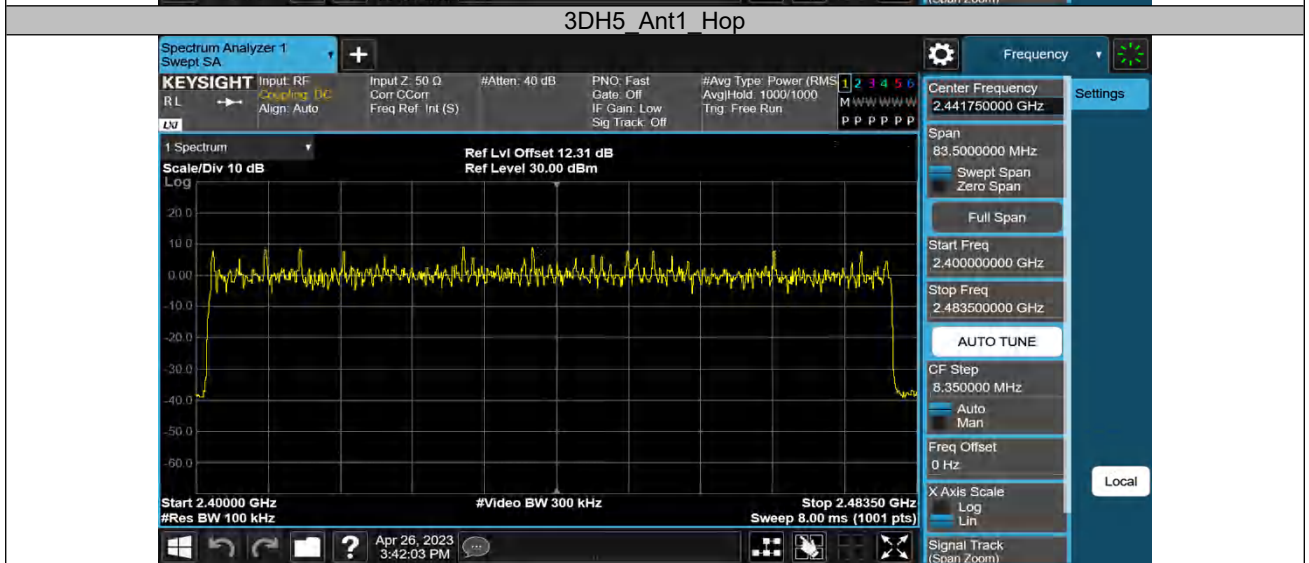 (Span Zoom)
3DH5_Ant1_Hop
Spectrum Analyzer 1
Swept SA
Frequency
KEYSIGHT
RL
LXI
Input: RF
Coupling: DC
Align: Auto
Input Z: 50 Ω
Corr CCorr
Freq Ref: Int (S)
#Atten: 40 dB
PNO: Fast
Gate: Off
IF Gain: Low
Sig Track: Off
#Avg Type: Power (RMS
Avg|Hold: 1000/1000
Trig: Free Run
1 2 3 4 5 6
M W W W W W
P P P P P P
1 Spectrum
Scale/Div 10 dB
Log
Ref Lvl Offset 12.31 dB
Ref Level 30.00 dBm
20.0
10.0
0.00
-10.0
-20.0
-30.0
-40.0
-50.0
-60.0
Start 2.40000 GHz
#Res BW 100 kHz
#Video BW 300 kHz
Stop 2.48350 GHz
Sweep 8.00 ms (1001 pts)
?
Apr 26, 2023
3:42:03 PM
Center Frequency
2.441750000 GHz
Span
83.5000000 MHz
Swept Span
Zero Span
Full Span
Start Freq
2.400000000 GHz
Stop Freq
2.483500000 GHz
AUTO TUNE
CF Step
8.350000 MHz
Auto
Man
Freq Offset
0 Hz
X Axis Scale
Log
Lin
Signal Track
(Span Zoom)
Settings
Local